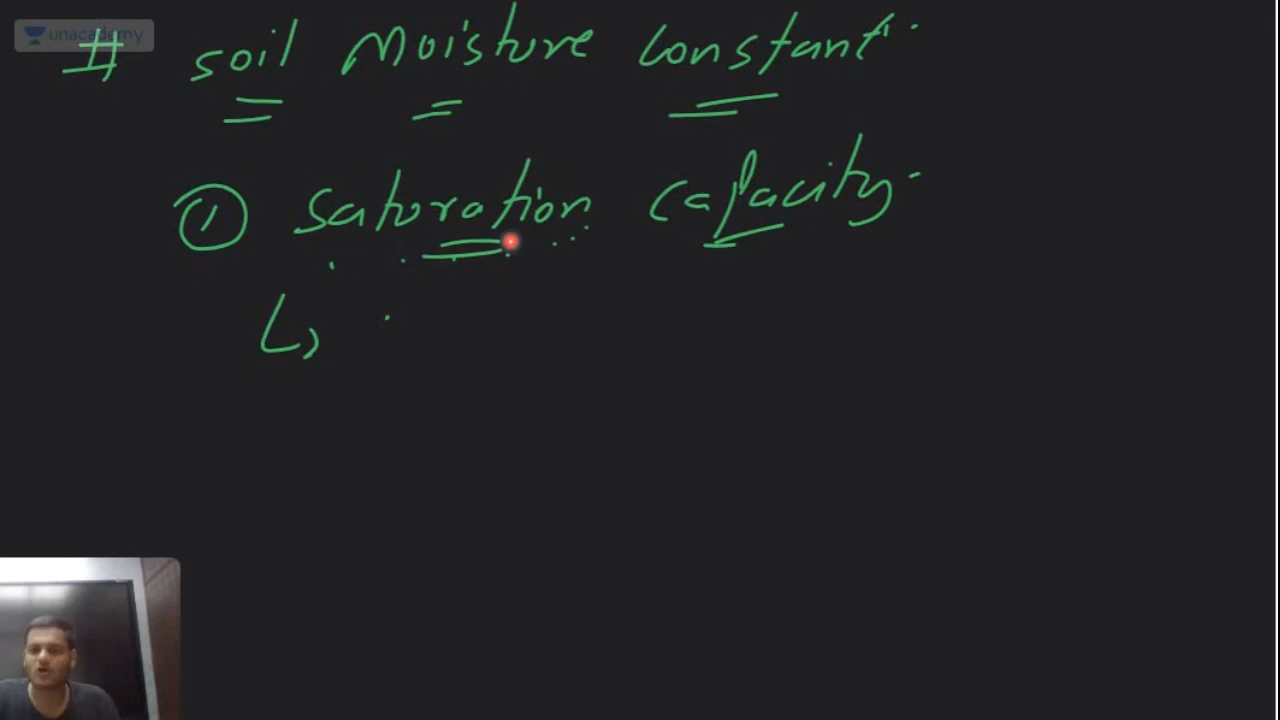 unacademy
# soil Moisture constant.
① saturation capacity.